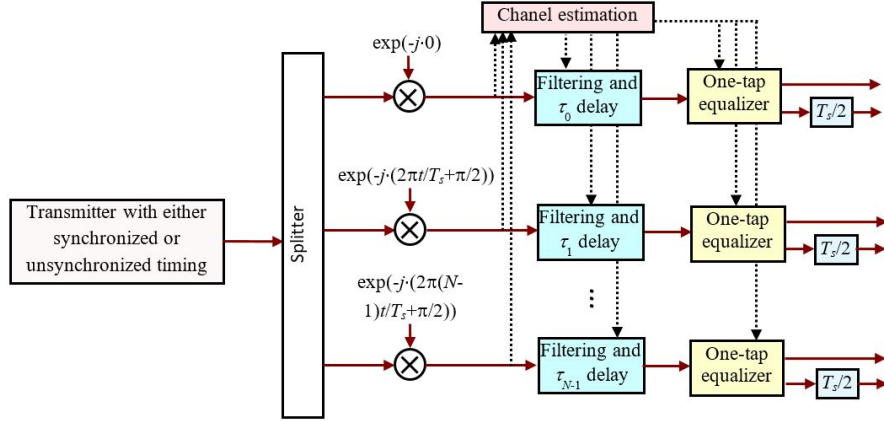 Chanel estimation
exp(-j·0)
Filtering and
τ0 delay
One-tap
equalizer
Ts/2
exp(-j·(2πt/Ts+π/2))
Transmitter with either
synchronized or
unsynchronized timing
Splitter
Filtering and
τ1 delay
One-tap
equalizer
Ts/2
exp(-j·(2π(N-
1)t/Ts+π/2))
...
Filtering and
τN-1 delay
One-tap
equalizer
Ts/2